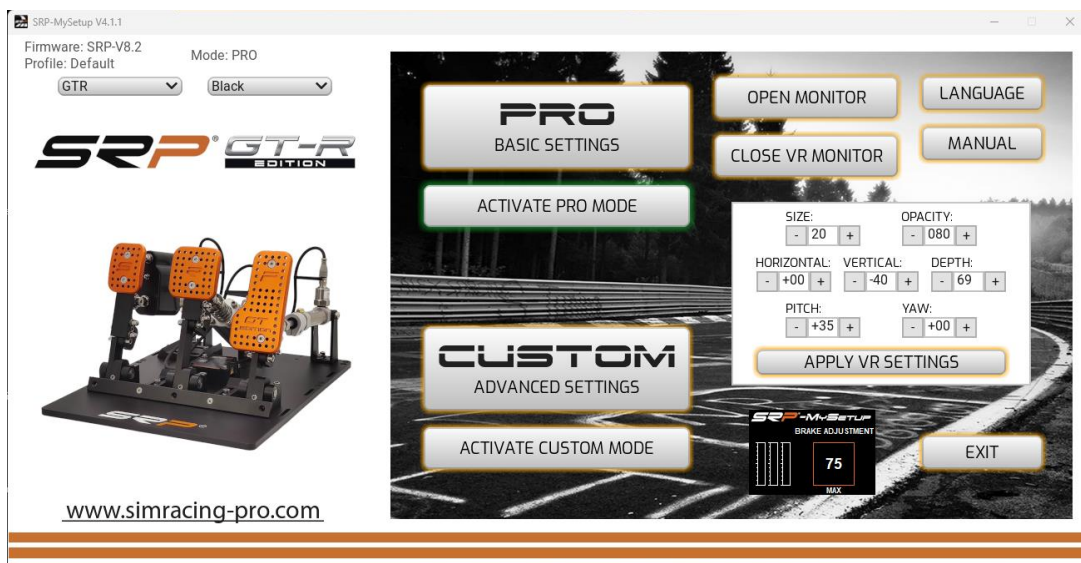 SRP-MySetup V4.1.1
Firmware: SRP-V8.2
Profile: Default
Mode: PRO
GTR
Black
SRP® GT-R
EDITION
www.simracing-pro.com
PRO
BASIC SETTINGS
ACTIVATE PRO MODE
CUSTOM
ADVANCED SETTINGS
ACTIVATE CUSTOM MODE
OPEN MONITOR
LANGUAGE
CLOSE VR MONITOR
MANUAL
SIZE: OPACITY:
- 20 + - 080 +
HORIZONTAL: VERTICAL: DEPTH:
- +00 + - -40 + - 69 +
PITCH: YAW:
- +35 + - +00 +
APPLY VR SETTINGS
SRP-MySetup
BRAKE ADJUSTMENT
75
MAX
EXIT